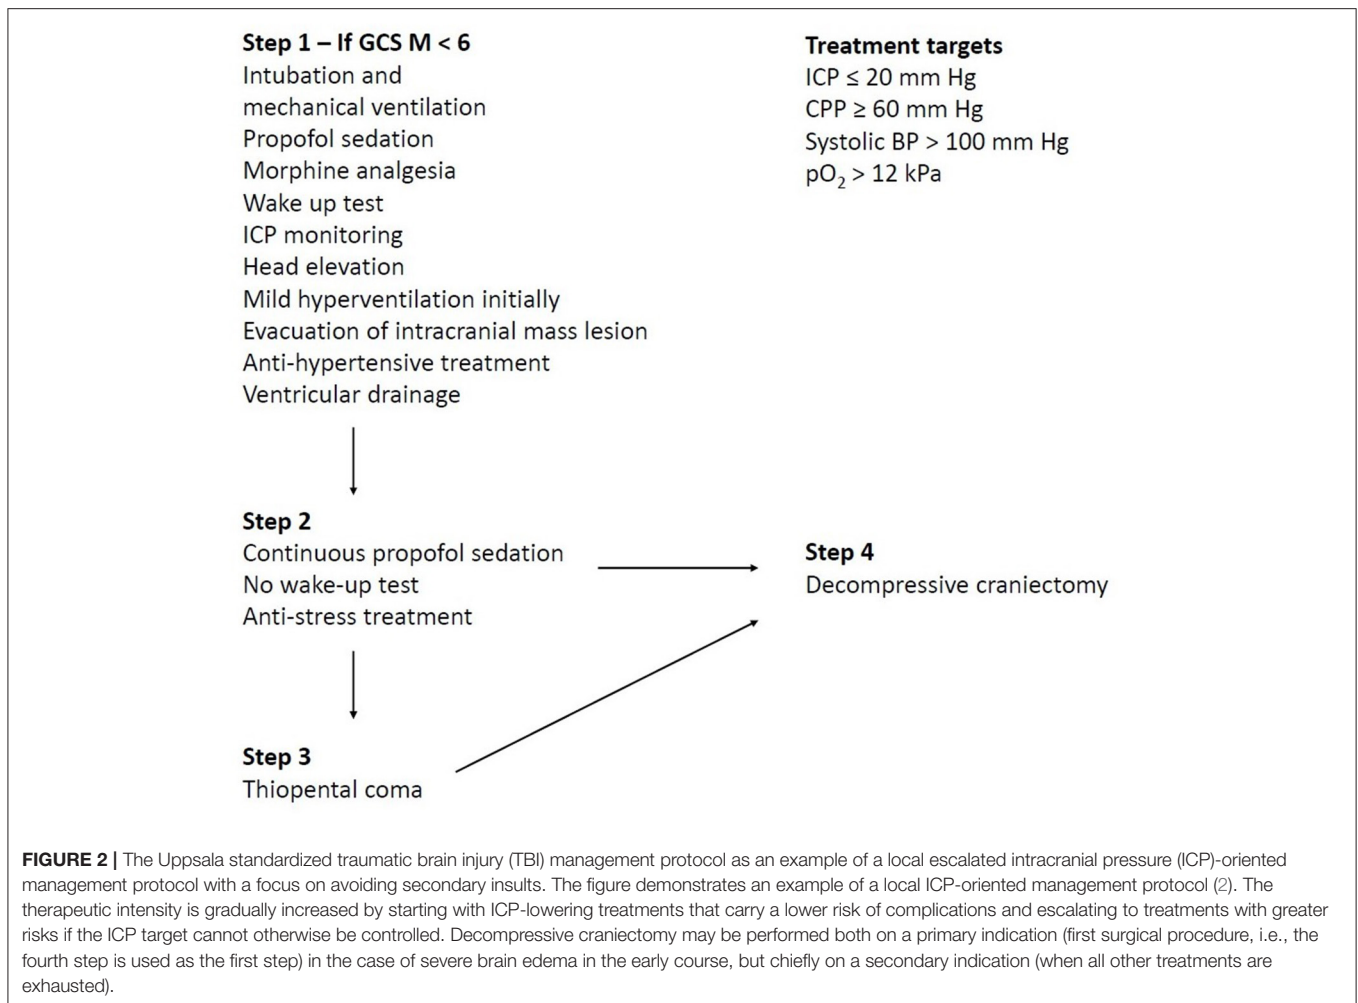 Step 1 – If GCS M < 6
Intubation and
mechanical ventilation
Propofol sedation
Morphine analgesia
Wake up test
ICP monitoring
Head elevation
Mild hyperventilation initially
Evacuation of intracranial mass lesion
Anti-hypertensive treatment
Ventricular drainage
Treatment targets
ICP ≤ 20 mm Hg
CPP ≥ 60 mm Hg
Systolic BP > 100 mm Hg
pO₂ > 12 kPa
Step 2
Continuous propofol sedation
No wake-up test
Anti-stress treatment
Step 3
Thiopental coma
Step 4
Decompressive craniectomy
FIGURE 2 | The Uppsala standardized traumatic brain injury (TBI) management protocol as an example of a local escalated intracranial pressure (ICP)-oriented
management protocol with a focus on avoiding secondary insults. The figure demonstrates an example of a local ICP-oriented management protocol (2). The
therapeutic intensity is gradually increased by starting with ICP-lowering treatments that carry a lower risk of complications and escalating to treatments with greater
risks if the ICP target cannot otherwise be controlled. Decompressive craniectomy may be performed both on a primary indication (first surgical procedure, i.e., the
fourth step is used as the first step) in the case of severe brain edema in the early course, but chiefly on a secondary indication (when all other treatments are
exhausted).